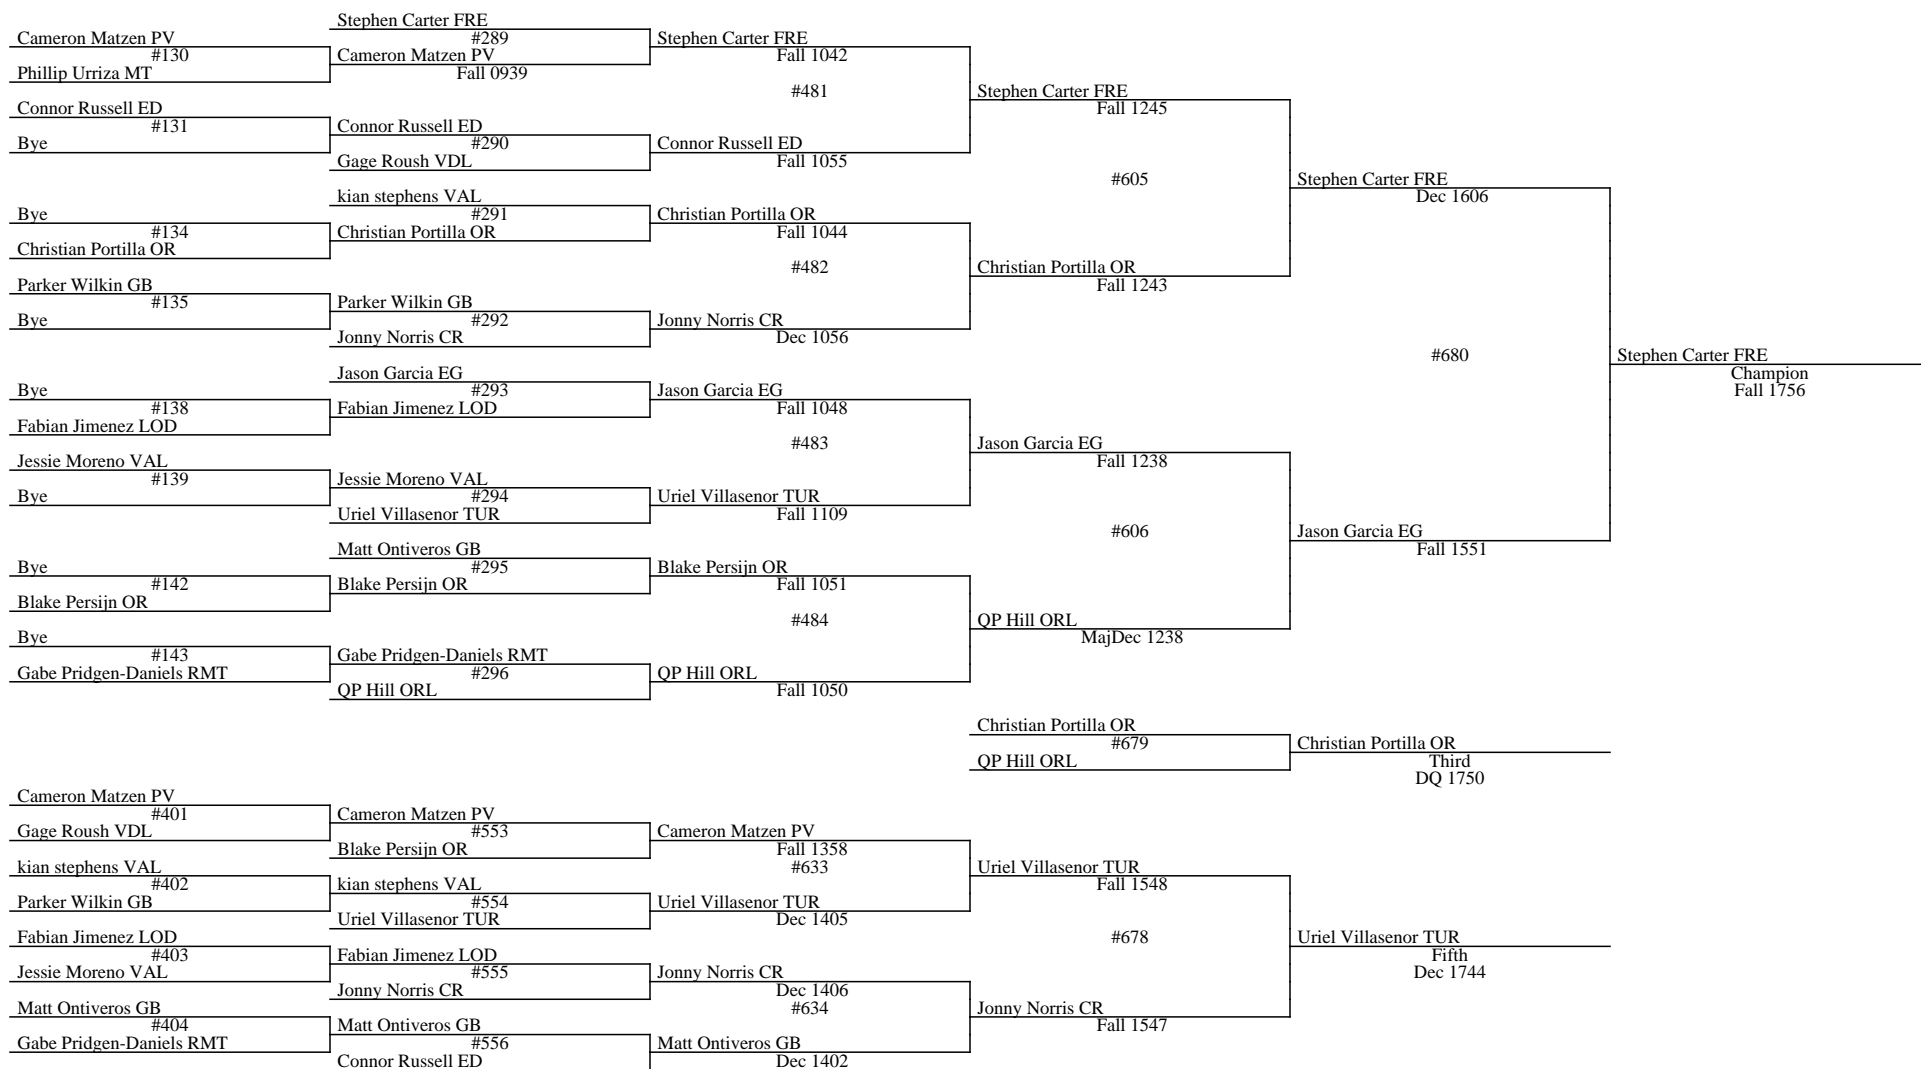 Stephen Carter FRE
Cameron Matzen PV
#289
Stephen Carter FRE
#130
Cameron Matzen PV
Fall 1042
Phillip Urriza MT
Fall 0939
#481
Stephen Carter FRE
Connor Russell ED
Fall 1245
#131
Connor Russell ED
Bye
#290
Connor Russell ED
Gage Roush VDL
Fall 1055
#605
Stephen Carter FRE
kian stephens VAL
Dec 1606
Bye
#291
Christian Portilla OR
#134
Christian Portilla OR
Fall 1044
Christian Portilla OR
#482
Christian Portilla OR
Parker Wilkin GB
Fall 1243
#135
Parker Wilkin GB
Bye
#292
Jonny Norris CR
Jonny Norris CR
Dec 1056
#680
Stephen Carter FRE
Jason Garcia EG
Champion
Bye
#293
Jason Garcia EG
Fall 1756
#138
Fabian Jimenez LOD
Fall 1048
Fabian Jimenez LOD
#483
Jason Garcia EG
Jessie Moreno VAL
Fall 1238
#139
Jessie Moreno VAL
Bye
#294
Uriel Villasenor TUR
Uriel Villasenor TUR
Fall 1109
#606
Jason Garcia EG
Matt Ontiveros GB
Fall 1551
Bye
#295
Blake Persijn OR
#142
Blake Persijn OR
Fall 1051
Blake Persijn OR
#484
QP Hill ORL
Bye
MajDec 1238
#143
Gabe Pridgen-Daniels RMT
Gabe Pridgen-Daniels RMT
#296
QP Hill ORL
QP Hill ORL
Fall 1050
Christian Portilla OR
#679
Christian Portilla OR
QP Hill ORL
Third
DQ 1750
Cameron Matzen PV
#401
Cameron Matzen PV
Gage Roush VDL
#553
Cameron Matzen PV
Blake Persijn OR
Fall 1358
kian stephens VAL
#633
Uriel Villasenor TUR
#402
kian stephens VAL
Fall 1548
Parker Wilkin GB
#554
Uriel Villasenor TUR
Uriel Villasenor TUR
Dec 1405
Fabian Jimenez LOD
#678
Uriel Villasenor TUR
#403
Fabian Jimenez LOD
Fifth
Jessie Moreno VAL
#555
Jonny Norris CR
Dec 1744
Jonny Norris CR
Dec 1406
Matt Ontiveros GB
#634
Jonny Norris CR
#404
Matt Ontiveros GB
Fall 1547
Gabe Pridgen-Daniels RMT
#556
Matt Ontiveros GB
Connor Russell ED
Dec 1402